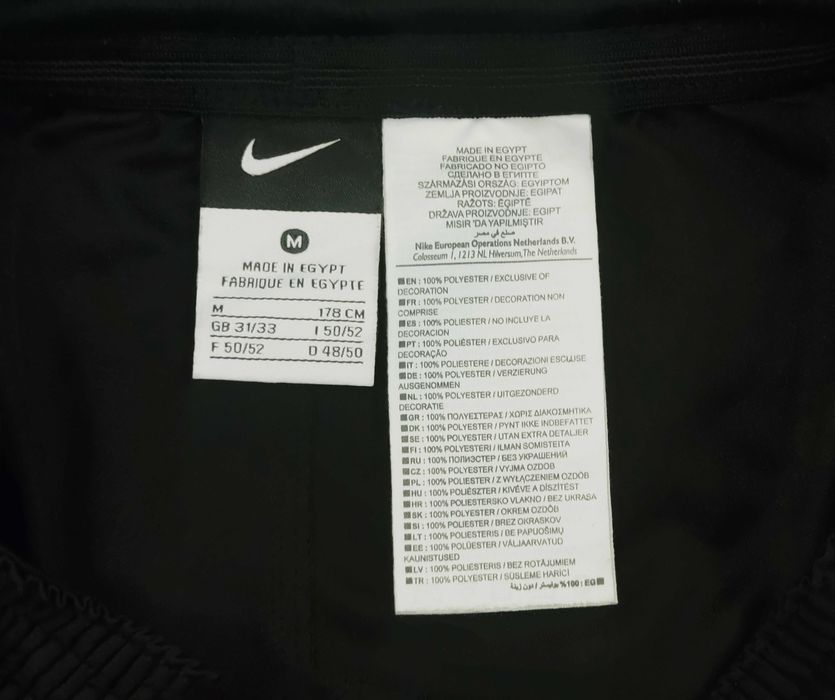 M
MADE IN EGYPT
FABRIQUE EN EGYPTE
M 178 CM
GB 31/33 I 50/52
F 50/52 D 48/50
MADE IN EGYPT
FABRIQUE EN EGYPTE
FABRICADO NO EGIPTO
СДЕЛАНО В ЕГИПТЕ
SZÁRMAZÁSI ORSZÁG: EGYIPTOM
ZEMLJA PROIZVODNJE: EGIPAT
RAŽOTS: ĒĢIPTĒ
DRŽAVA PROIZVODNJE: EGIPT
MISIR 'DA YAPILMIŞTIR
صنع في مصر
Nike European Operations Netherlands B.V.
Colosseum 1, 1213 NL Hilversum, The Netherlands
EN : 100% POLYESTER / EXCLUSIVE OF
DECORATION
FR : 100% POLYESTER / DECORATION NON
COMPRISE
ES : 100% POLIÉSTER / NO INCLUYE LA
DECORACION
PT : 100% POLIÉSTER / EXCLUSIVO PARA
DECORAÇÃO
IT : 100% POLIESTERE / DECORAZIONI ESCLUSE
DE : 100% POLYESTER / VERZIERUNG
AUSGENOMMEN
NL : 100% POLYESTER / UITGEZONDERD
DECORATIE
GR : 100% ΠΟΛΥΕΣΤΕΡΑΣ / ΧΩΡΙΣ ΔΙΑΚΟΣΜΗΤΙΚΑ
DK : 100% POLYESTER / PYNT IKKE INDBEFATTET
SE : 100% POLYESTER / UTAN EXTRA DETALJER
FI : 100% POLYESTERI / ILMAN SOMISTEITA
RU : 100% ПОЛИЭСТЕР / БЕЗ УКРАШЕНИЙ
CZ : 100% POLYESTER / VYJMA OZDOB
PL : 100% POLIESTER / Z WYŁĄCZENIEM OZDÓB
HU : 100% POLIÉSZTER / KIVÉVE A DÍSZÍTÉST
HR : 100% POLIESTERSKO VLAKNO / BEZ UKRASA
SK : 100% POLYESTER / OKREM OZDÔB
SI : 100% POLIESTER / BREZ OKRASKOV
LT : 100% POLIESTERIS / BE PAPUOŠIMŲ
EE : 100% POLÜESTER / VÄLJAARVATUD
KAUNISTUSED
LV : 100% POLIESTERIS / BEZ ROTĀJUMIEM
TR : 100% POLYESTER / SÜSLEME HARİCİ
EG : %100 بوليستر / دون زينة